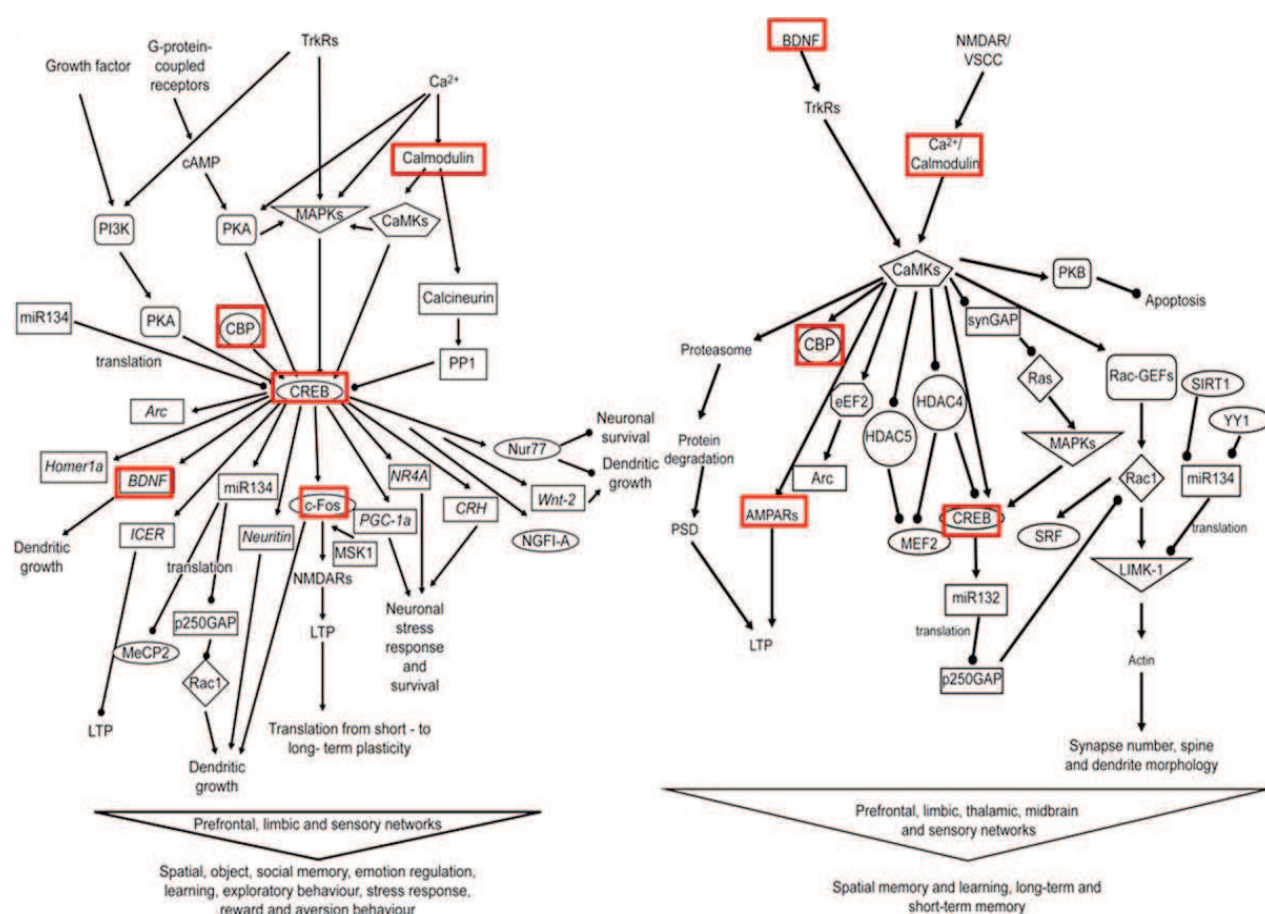 TrkRs
G-protein-
coupled
receptors
Growth factor
Ca2+
cAMP
Calmodulin
PI3K
PKA
MAPKs
CaMKs
Calcineurin
miR134
PKA
CBP
PP1
translation
CREB
Arc
Homer1a
BDNF
miR134
NR4A
Nur77
Neuronal
survival
Dendritic
growth
Wnt-2
c-Fos
PGC-1a
CRH
NGFI-A
ICER
Neuritin
MSK1
Dendritic
growth
translation
NMDARs
p250GAP
LTP
Neuronal
stress
response
and
survival
MeCP2
Rac1
LTP
Translation from short - to
long- term plasticity
Dendritic
growth
Prefrontal, limbic and sensory networks
Spatial, object, social memory, emotion regulation,
learning, exploratory behaviour, stress response,
reward and aversion behaviour
BDNF
NMDAR/
VSCC
TrkRs
Ca2+/
Calmodulin
CaMKs
PKB
Apoptosis
synGAP
Proteasome
CBP
Ras
Rac-GEFs
SIRT1
eEF2
HDAC4
YY1
HDAC5
MAPKs
Protein
degradation
Arc
Rac1
miR134
AMPARs
PSD
CREB
MEF2
SRF
translation
LIMK-1
miR132
LTP
translation
p250GAP
Actin
Synapse number, spine
and dendrite morphology
Prefrontal, limbic, thalamic, midbrain
and sensory networks
Spatial memory and learning, long-term and
short-term memory